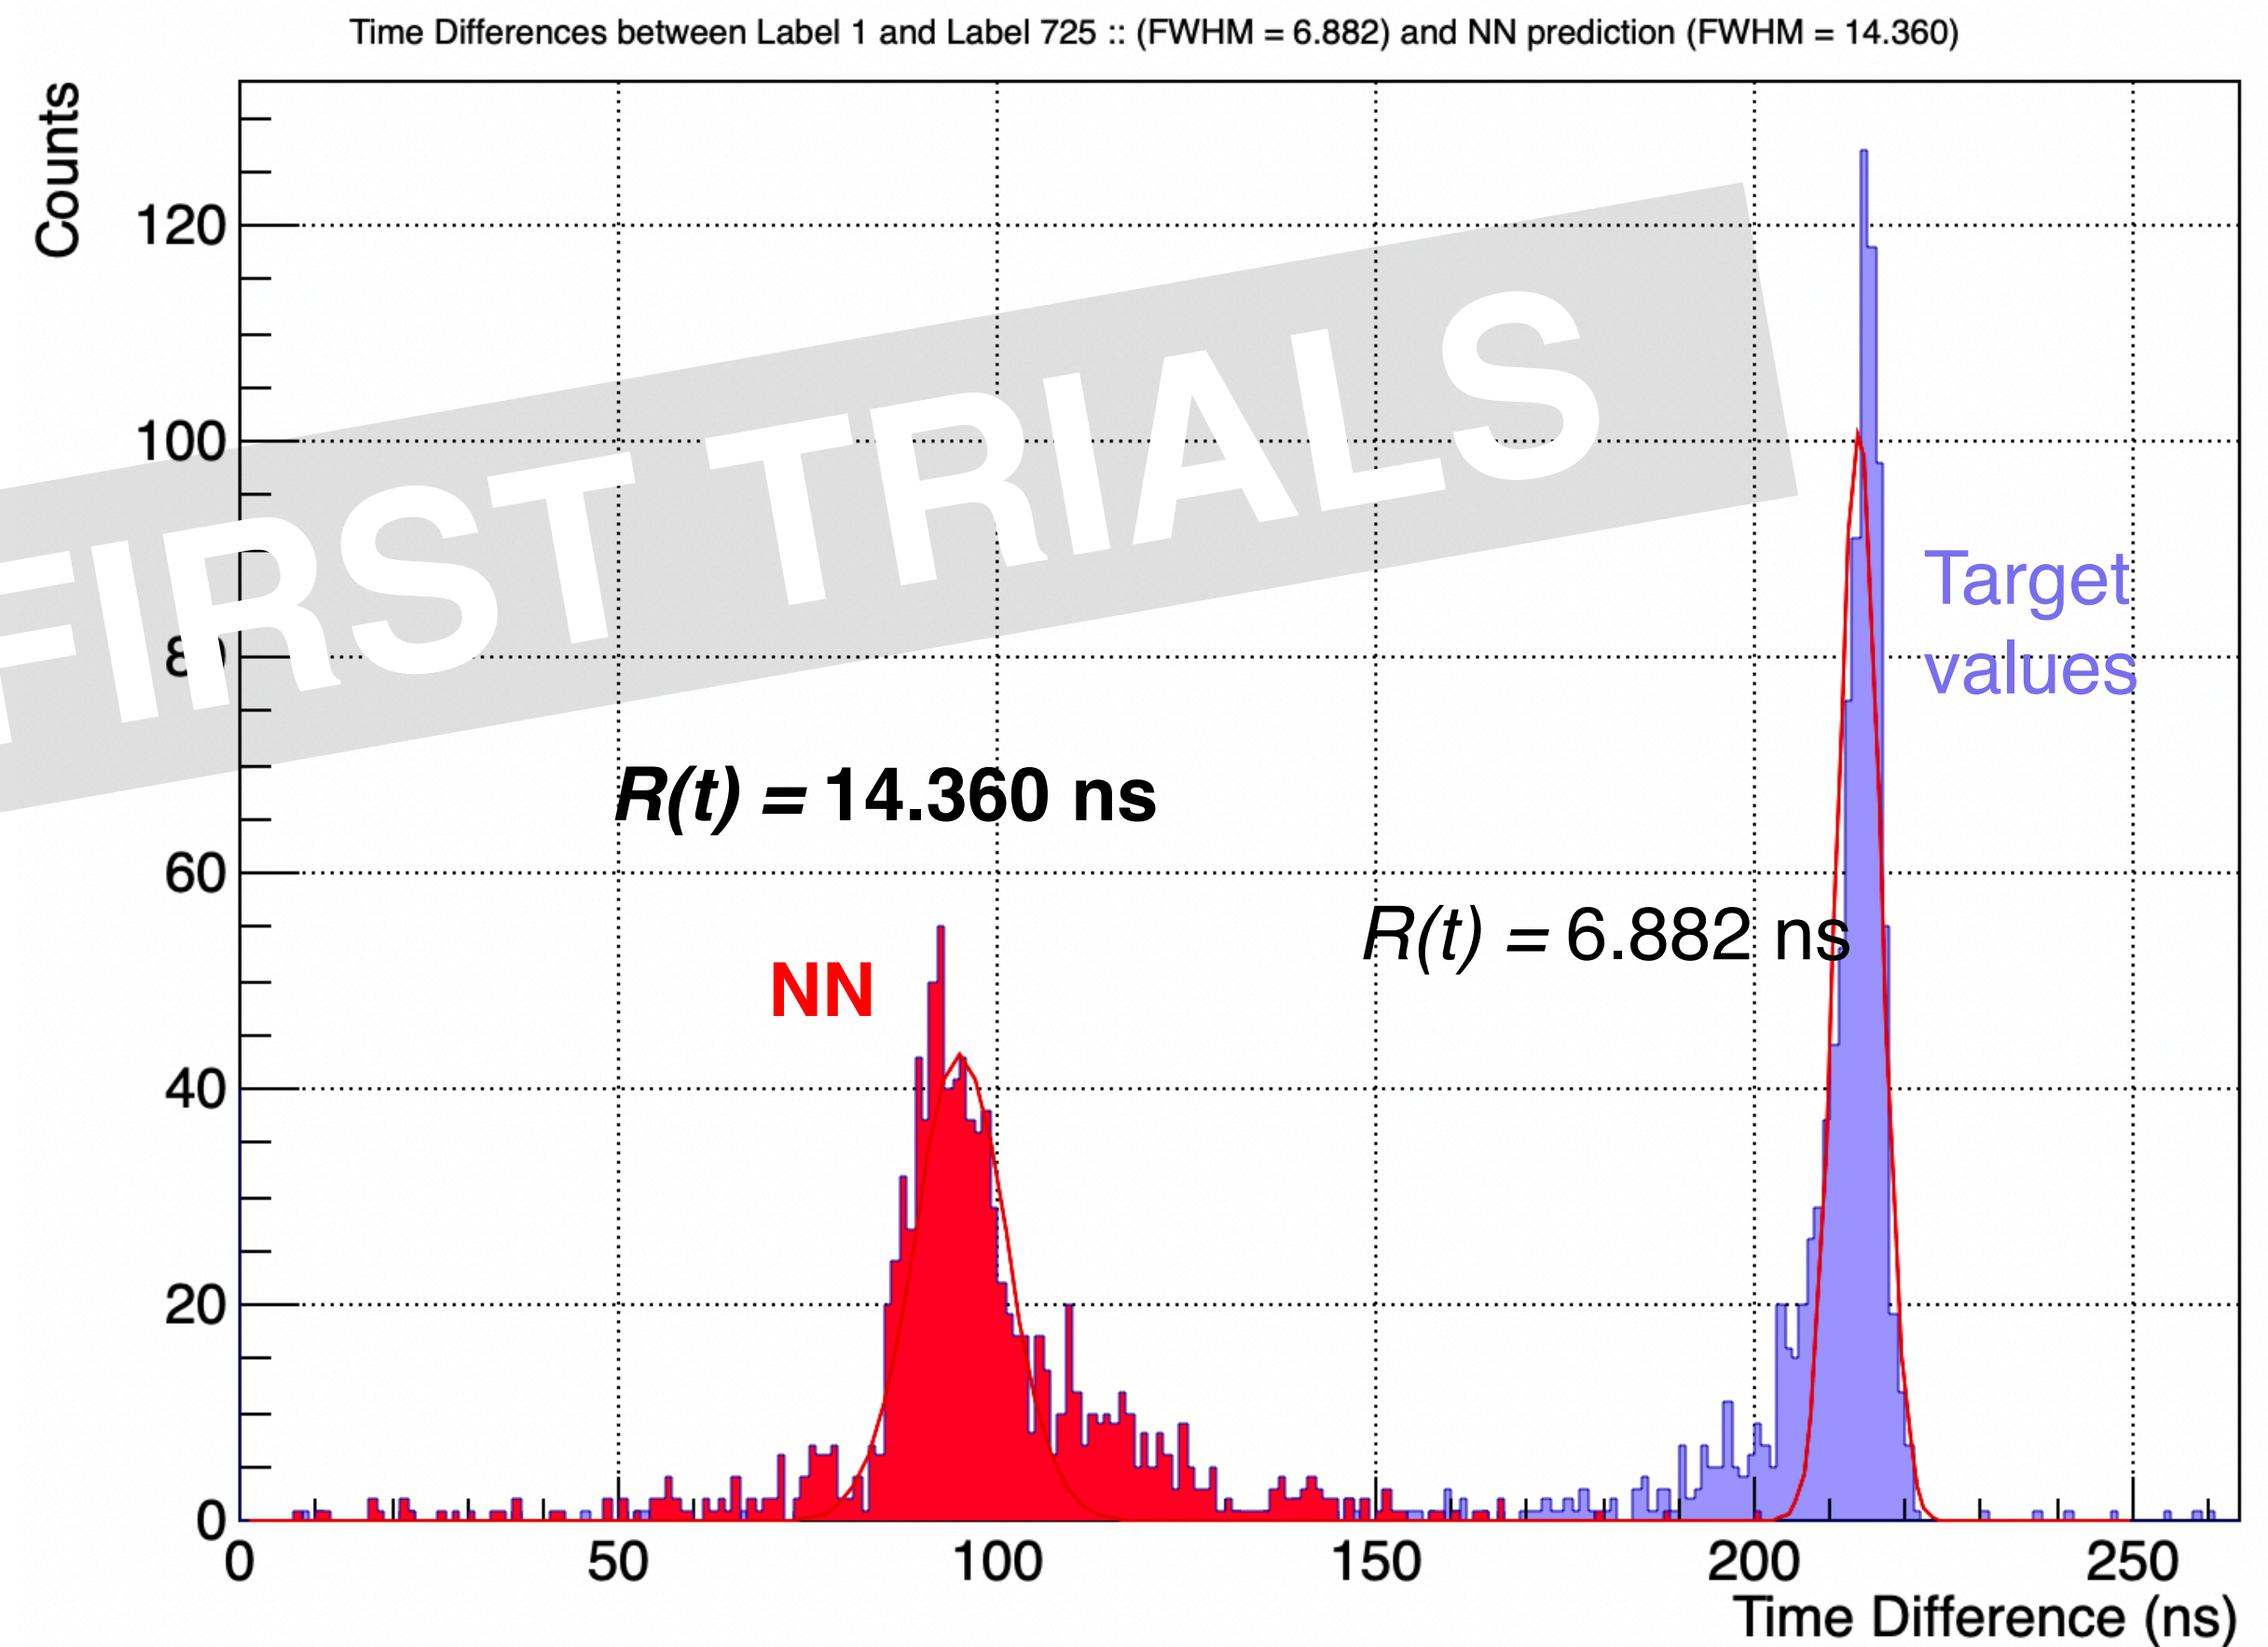 Time Differences between Label 1 and Label 725 :: (FWHM = 6.882) and NN prediction (FWHM = 14.360)
Counts
120
100
80
60
40
20
0
FIRST TRIALS
Target
values
R(t) = 14.360 ns
R(t) = 6.882 ns
NN
0 50 100 150 200 250
Time Difference (ns)